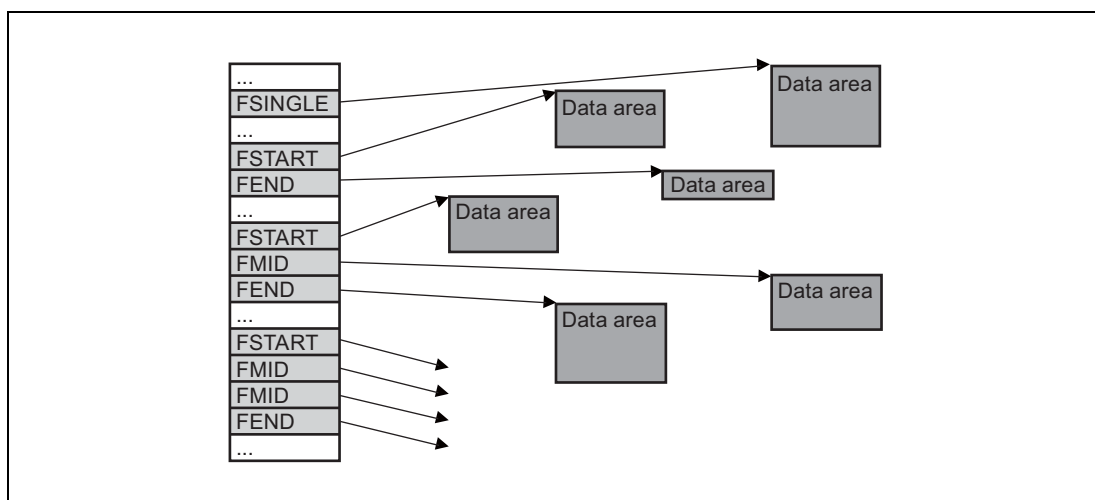 ...
FSINGLE
...
FSTART
FEND
...
FSTART
FMID
FEND
...
FSTART
FMID
FMID
FEND
...
Data area
Data area
Data area
Data area
Data area
Data area